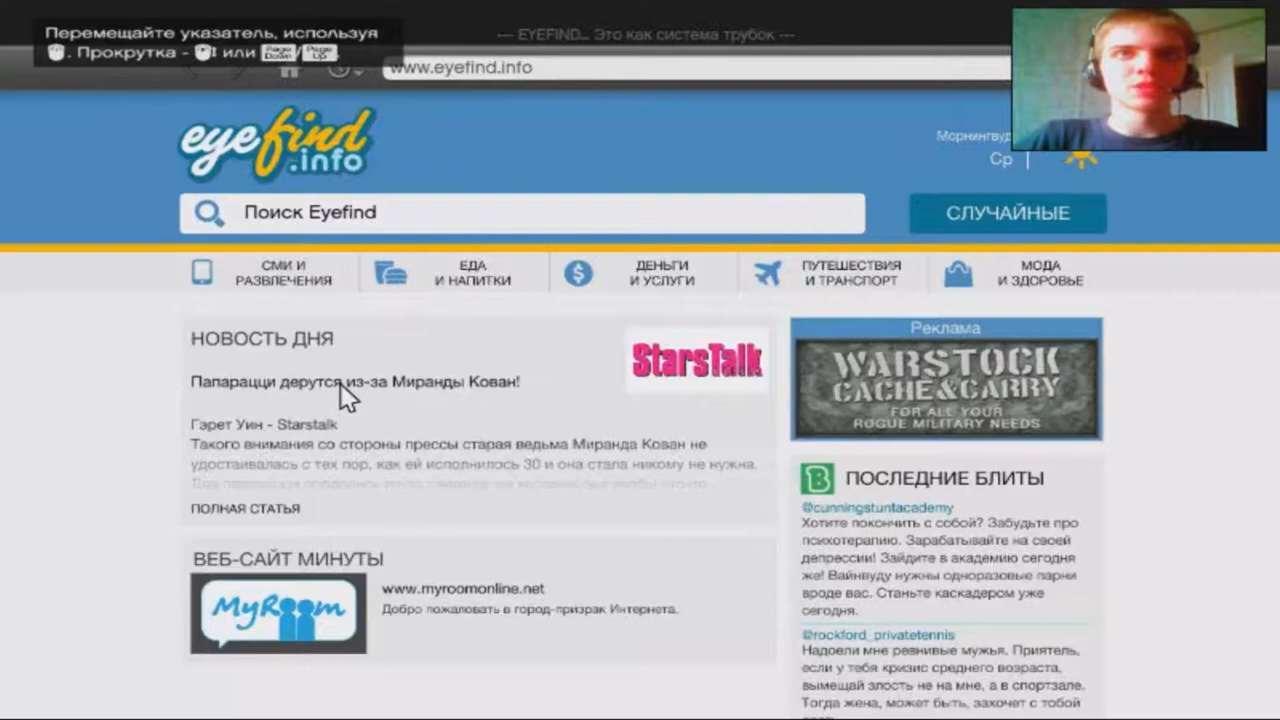 Перемещайте указатель, используя
. Прокрутка - или Page Down / Page Up.
— EYEFIND... Это как система трубок —
www.eyefind.info
eyefind
.info
Морнингвуд
Ср |
Поиск Eyefind
СЛУЧАЙНЫЕ
СМИ И
РАЗВЛЕЧЕНИЯ
ЕДА
И НАПИТКИ
ДЕНЬГИ
И УСЛУГИ
ПУТЕШЕСТВИЯ
И ТРАНСПОРТ
МОДА
И ЗДОРОВЬЕ
НОВОСТЬ ДНЯ
StarsTalk
Папарацци дерутся из-за Миранды Кован!
Гэрет Уин - Starstalk
Такого внимания со стороны прессы старая ведьма Миранда Кован не
удостаивалась с тех пор, как ей исполнилось 30 и она стала никому не нужна.
ПОЛНАЯ СТАТЬЯ
ВЕБ-САЙТ МИНУТЫ
MyRoom
www.myroomonline.net
Добро пожаловать в город-призрак Интернета.
Реклама
WARSTOCK
CACHE&CARRY
FOR ALL YOUR
ROGUE MILITARY NEEDS
B ПОСЛЕДНИЕ БЛИТЫ
@cunningstuntacademy
Хотите покончить с собой? Забудьте про
психотерапию. Зарабатывайте на своей
депрессии! Зайдите в академию сегодня
же! Вайнвуду нужны одноразовые парни
вроде вас. Станьте каскадером уже
сегодня.
@rockford_privatetennis
Надоели мне ревнивые мужья. Приятель,
если у тебя кризис среднего возраста,
вымещай злость не на мне, а в спортзале.
Тогда жена, может быть, захочет с тобой